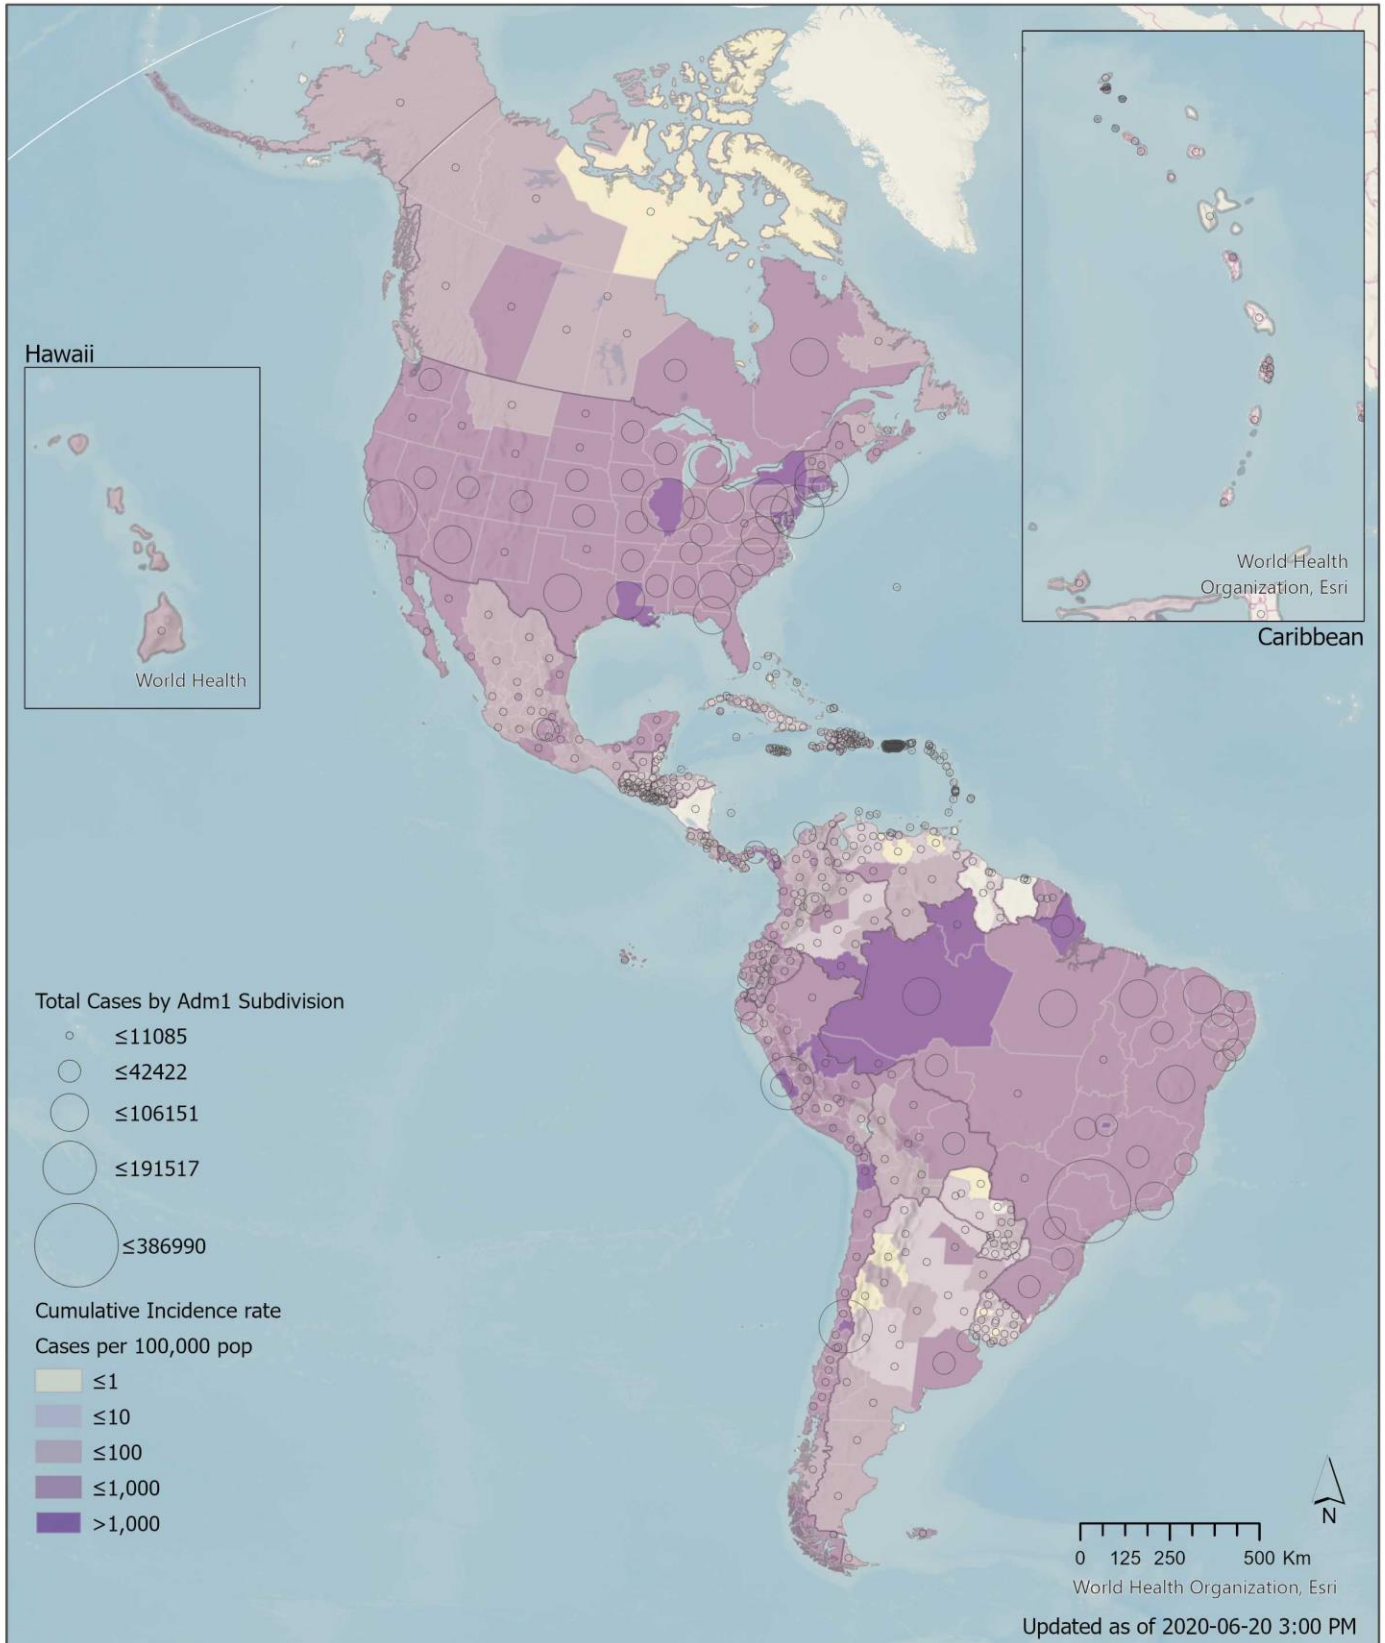 Hawaii
World Health
World Health
Organization, Esri
Caribbean
Total Cases by Adm1 Subdivision
≤11085
≤42422
≤106151
≤191517
≤386990
Cumulative Incidence rate
Cases per 100,000 pop
≤1
≤10
≤100
≤1,000
>1,000
N
0 125 250 500 Km
World Health Organization, Esri
Updated as of 2020-06-20 3:00 PM